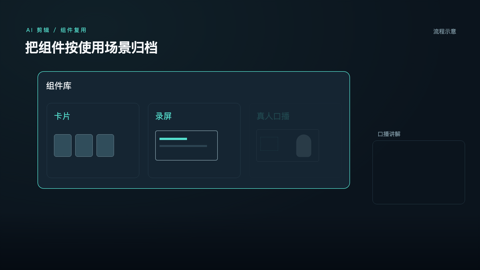 AI 剪辑 / 组件复用
流程示意
把组件按使用场景归档
组件库
卡片
录屏
真人口播
口播讲解